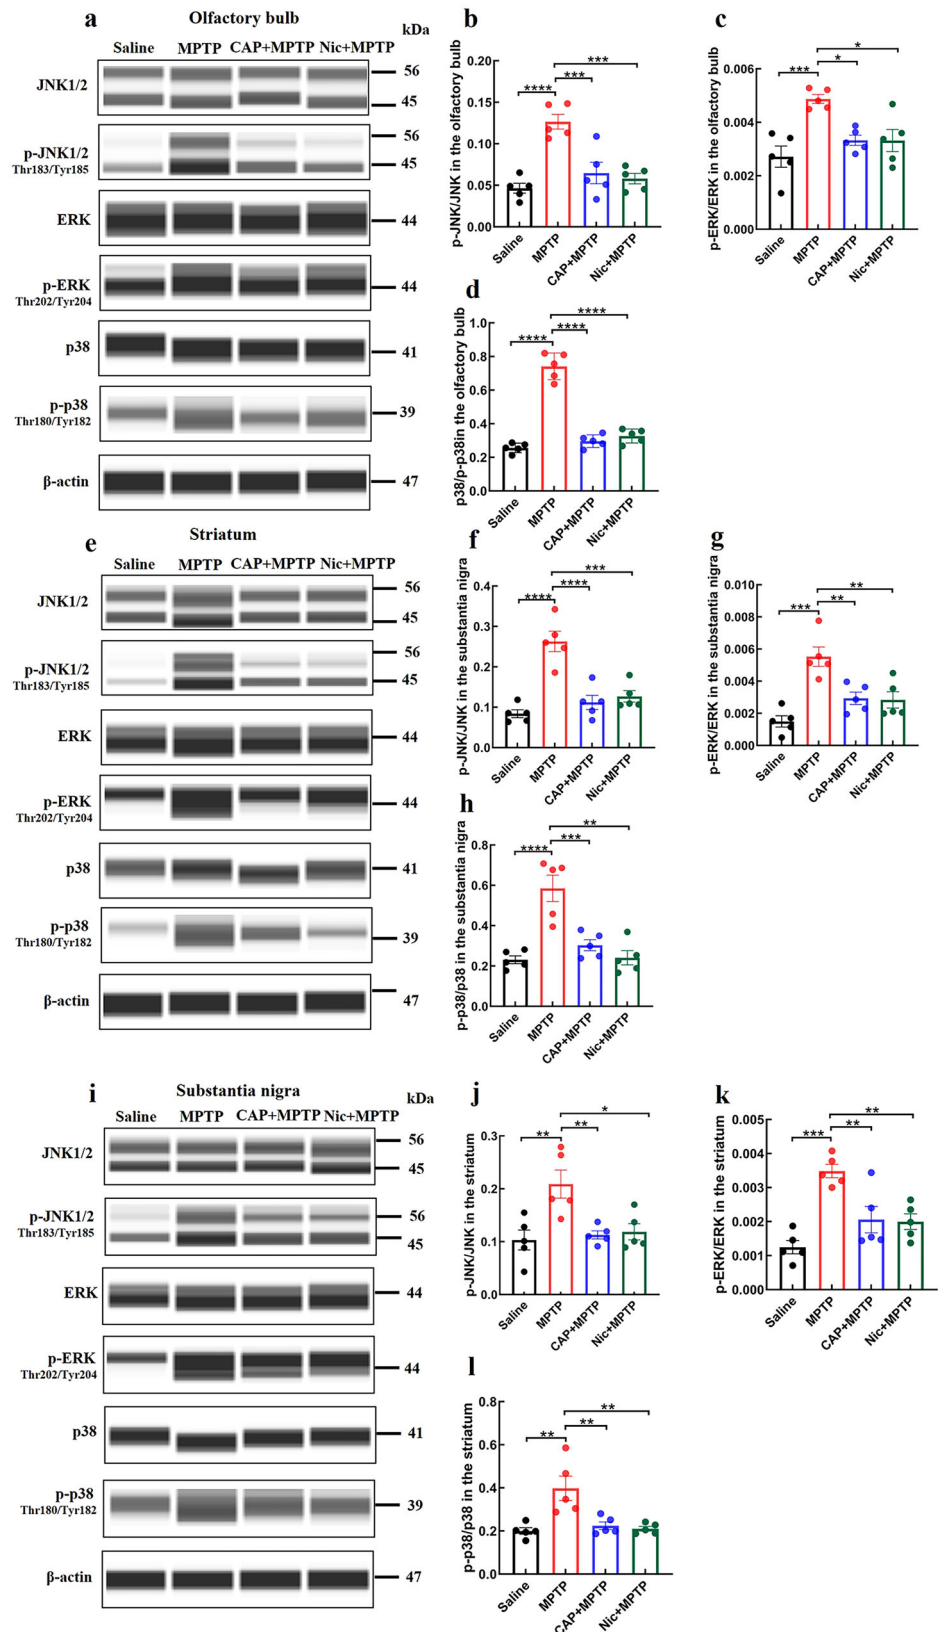 a
Olfactory bulb
kDa
Saline MPTP CAP+MPTP Nic+MPTP
JNK1/2
56
45
p-JNK1/2
Thr183/Tyr185
56
45
ERK
44
p-ERK
Thr202/Tyr204
44
p38
41
p-p38
Thr180/Tyr182
39
β-actin
47
b
p-JNK/JNK in the olfactory bulb
0.20
0.15
0.10
0.05
0.00
****
***
***
Saline
MPTP
CAP+MPTP
Nic+MPTP
c
p-ERK/ERK in the olfactory bulb
0.006
0.004
0.002
0.000
***
*
*
Saline
MPTP
CAP+MPTP
Nic+MPTP
d
p38/p-p38in the olfactory bulb
1.0
0.8
0.6
0.4
0.2
0.0
****
****
****
Saline
MPTP
CAP+MPTP
Nic+MPTP
e
Striatum
Saline MPTP CAP+MPTP Nic+MPTP
JNK1/2
56
45
p-JNK1/2
Thr183/Tyr185
56
45
ERK
44
p-ERK
Thr202/Tyr204
44
p38
41
p-p38
Thr180/Tyr182
39
β-actin
47
f
p-JNK/JNK in the substantia nigra
0.4
0.3
0.2
0.1
0.0
****
****
***
Saline
MPTP
CAP+MPTP
Nic+MPTP
g
p-ERK/ERK in the substantia nigra
0.010
0.008
0.006
0.004
0.002
0.000
***
**
**
Saline
MPTP
CAP+MPTP
Nic+MPTP
h
p-p38/p38 in the substantia nigra
0.8
0.6
0.4
0.2
0.0
****
***
**
Saline
MPTP
CAP+MPTP
Nic+MPTP
i
Substantia nigra
kDa
Saline MPTP CAP+MPTP Nic+MPTP
JNK1/2
56
45
p-JNK1/2
Thr183/Tyr185
56
45
ERK
44
p-ERK
Thr202/Tyr204
44
p38
41
p-p38
Thr180/Tyr182
39
β-actin
47
j
p-JNK/JNK in the striatum
0.3
0.2
0.1
0.0
**
**
*
Saline
MPTP
CAP+MPTP
Nic+MPTP
k
p-ERK/ERK in the striatum
0.005
0.004
0.003
0.002
0.001
0.000
***
**
**
Saline
MPTP
CAP+MPTP
Nic+MPTP
l
p-p38/p38 in the striatum
0.8
0.6
0.4
0.2
0.0
**
**
**
Saline
MPTP
CAP+MPTP
Nic+MPTP